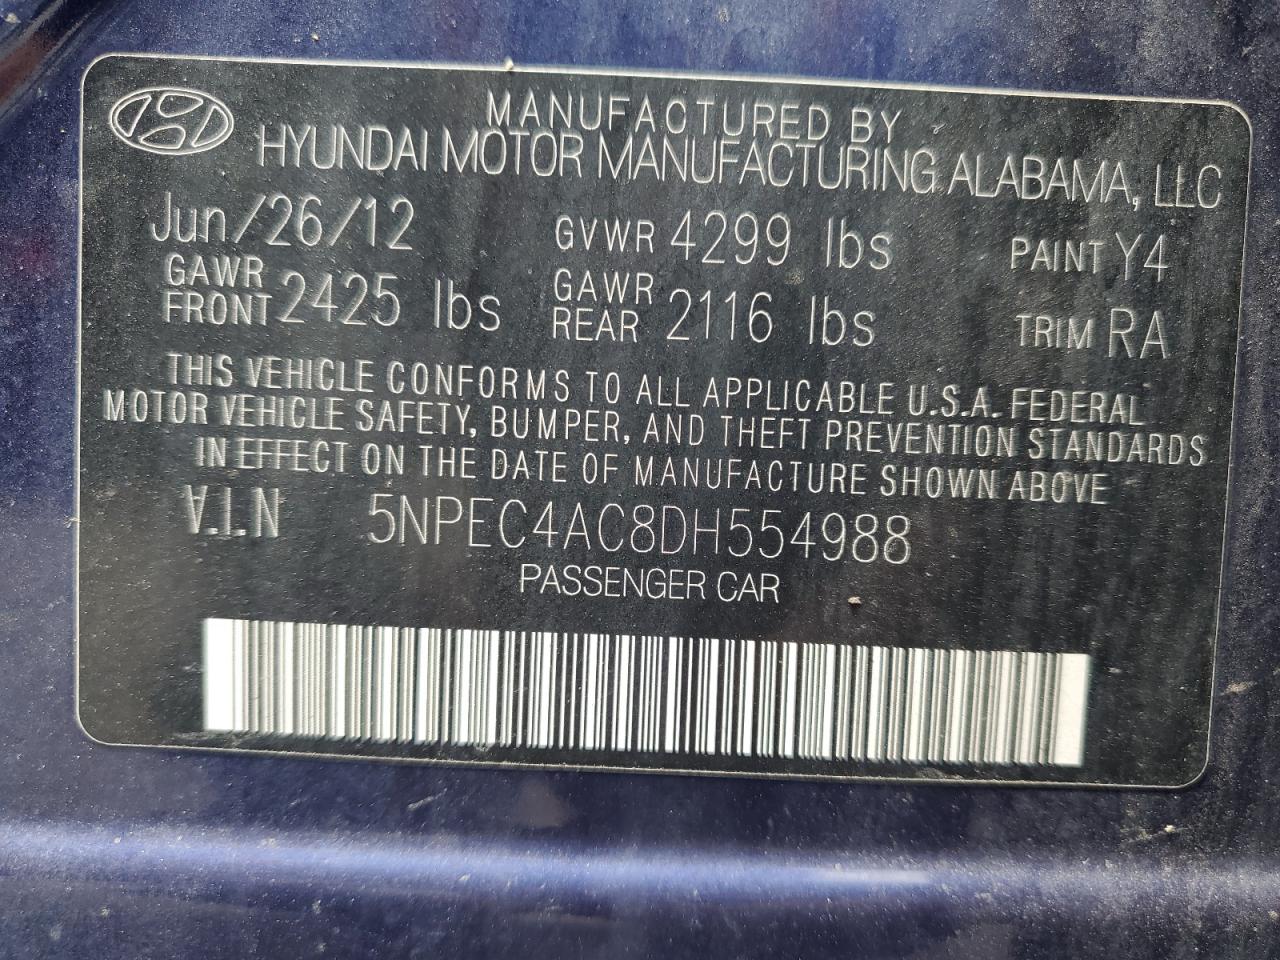 MANUFACTURED BY
HYUNDAI MOTOR MANUFACTURING ALABAMA, LLC
Jun/26/12 GVWR 4299 lbs PAINT Y4
GAWR FRONT 2425 lbs GAWR REAR 2116 lbs TRIM RA
THIS VEHICLE CONFORMS TO ALL APPLICABLE U.S.A. FEDERAL
MOTOR VEHICLE SAFETY, BUMPER, AND THEFT PREVENTION STANDARDS
IN EFFECT ON THE DATE OF MANUFACTURE SHOWN ABOVE
V.I.N 5NPEC4AC8DH554988
PASSENGER CAR